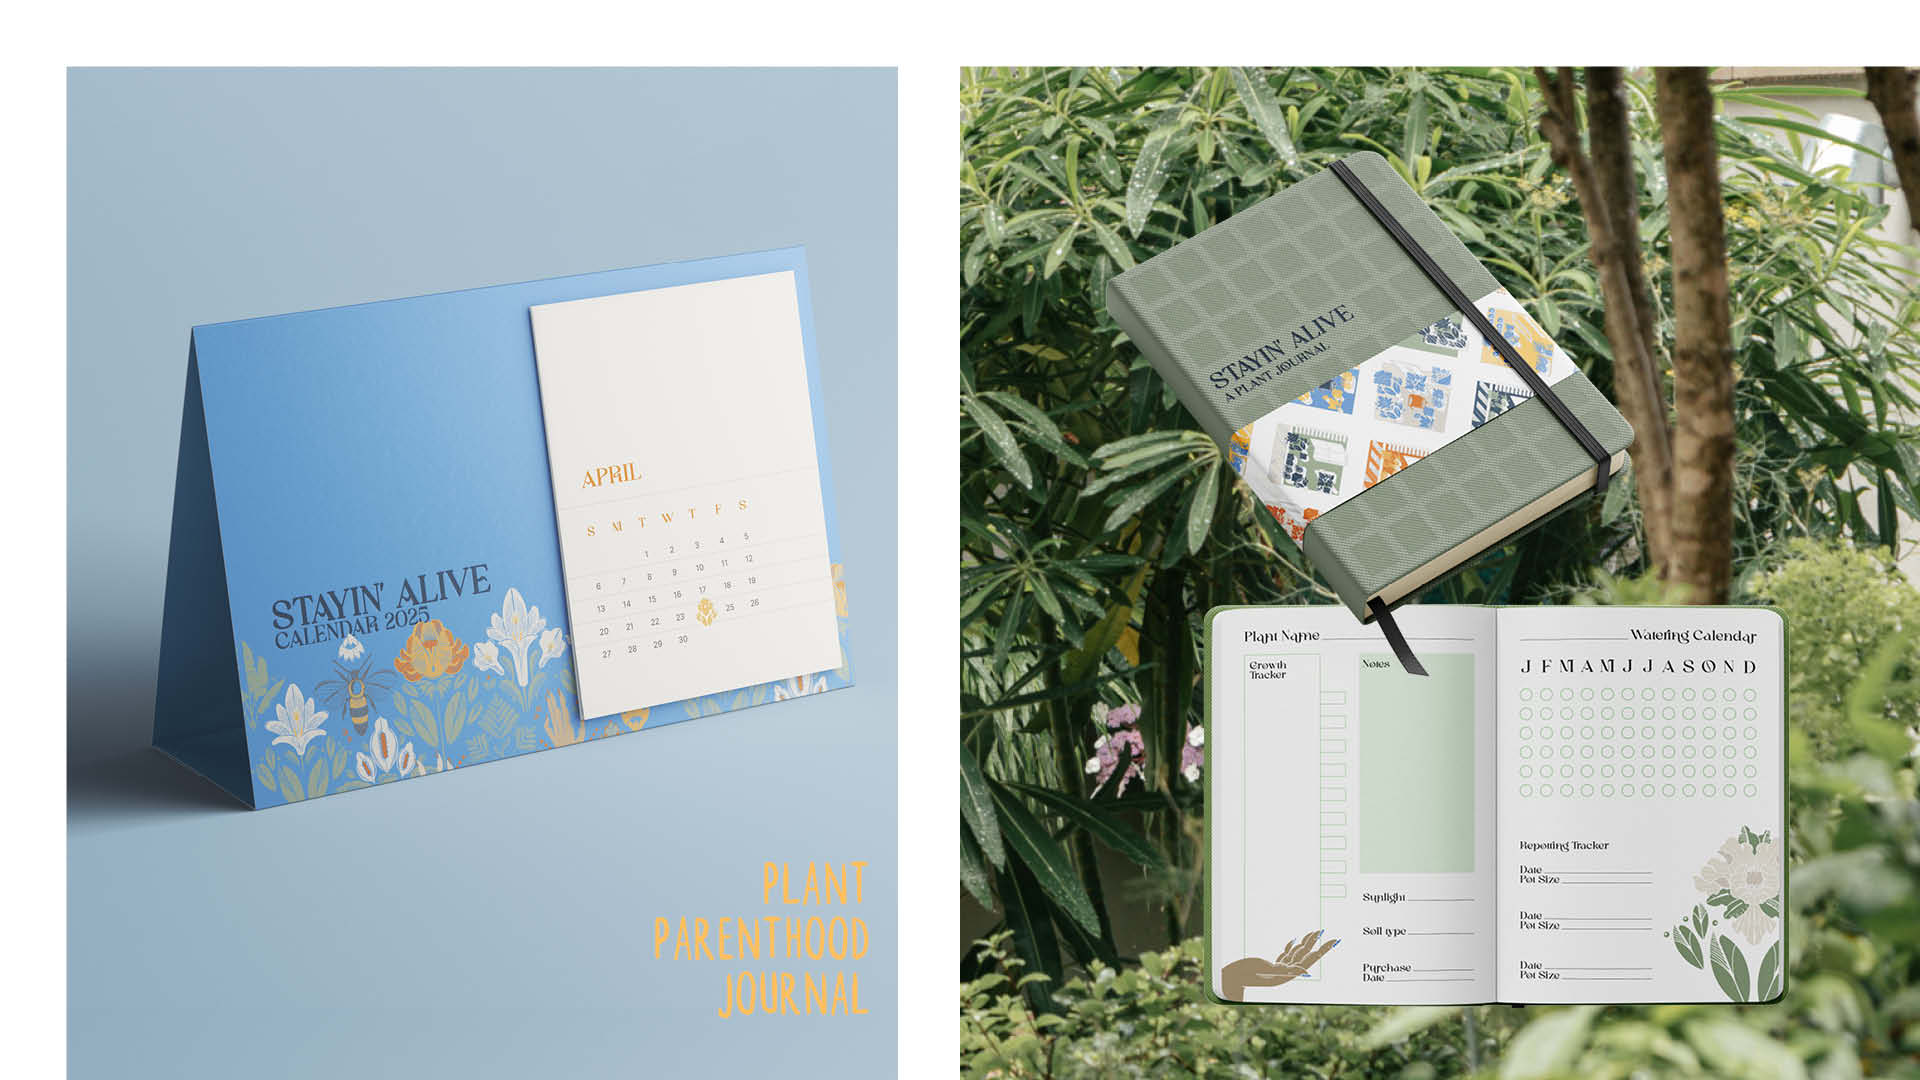 STAYIN' ALIVE
CALENDAR 2025
APRIL
S M T W T F S
1 2 3 4 5
6 7 8 9 10 11 12
13 14 15 16 17 18 19
20 21 22 23 25 26
27 28 29 30
PLANT
PARENTHOOD
JOURNAL
STAYIN' ALIVE
A PLANT JOURNAL
Plant Name
Growth
Tracker
Notes
Sunlight
Soil type
Purchase
Date
Watering Calendar
J F M A M J J A S O N D
Repotting Tracker
Date
Pot Size
Date
Pot Size
Date
Pot Size